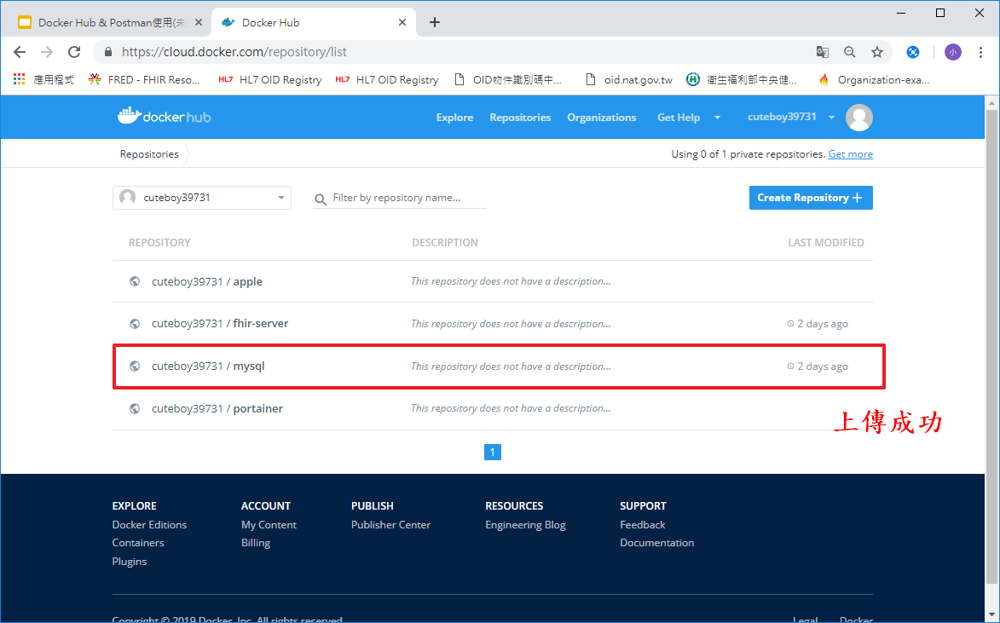 Docker Hub & Postman使用(未
Docker Hub
https://cloud.docker.com/repository/list
小
應用程式 FRED - FHIR Reso... HL7 HL7 OID Registry HL7 HL7 OID Registry OID物件識別碼中... oid.nat.gov.tw 衛生福利部中央健... Organization-exa...
docker hub Explore Repositories Organizations Get Help cuteboy39731
Repositories Using 0 of 1 private repositories. Get more
cuteboy39731 Filter by repository name... Create Repository +
REPOSITORY DESCRIPTION LAST MODIFIED
cuteboy39731 / apple This repository does not have a description...
cuteboy39731 / fhir-server This repository does not have a description... 2 days ago
cuteboy39731 / mysql This repository does not have a description... 2 days ago
cuteboy39731 / portainer This repository does not have a description...
上傳成功
1
EXPLORE ACCOUNT PUBLISH RESOURCES SUPPORT
Docker Editions My Content Publisher Center Engineering Blog Feedback
Containers Billing Documentation
Plugins
Copyright © 2019 Docker, Inc. All rights reserved. Legal Docker